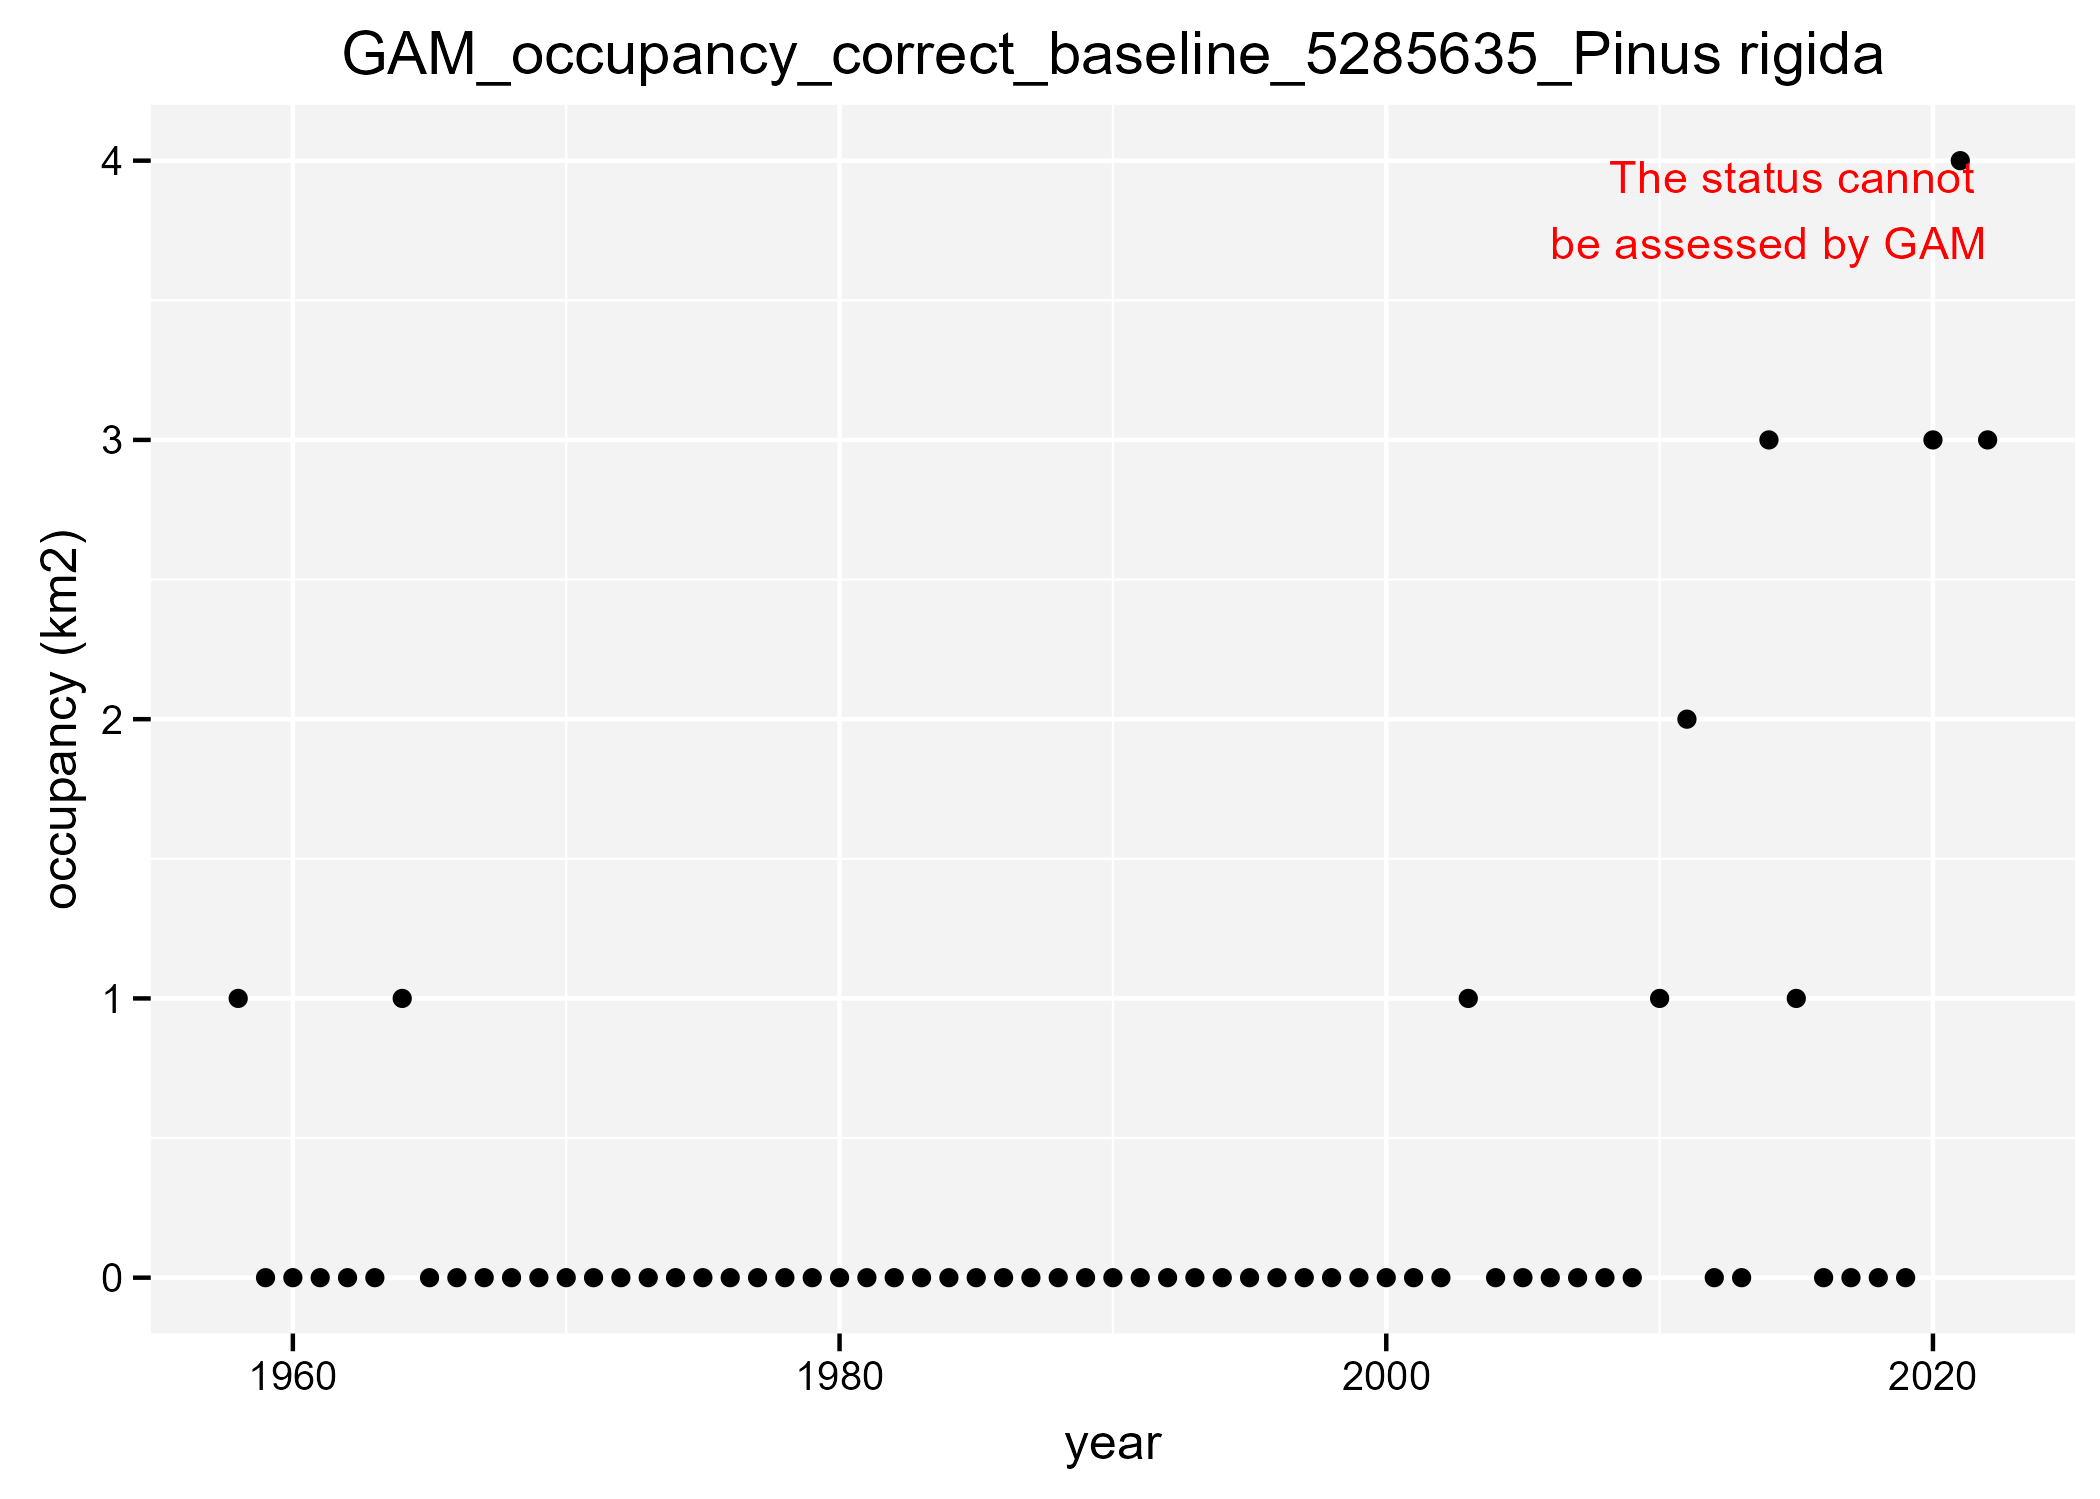 GAM_occupancy_correct_baseline_5285635_Pinus rigida
4
The status cannot
be assessed by GAM
3
occupancy (km2)
2
1
0
1960 1980 2000 2020
year